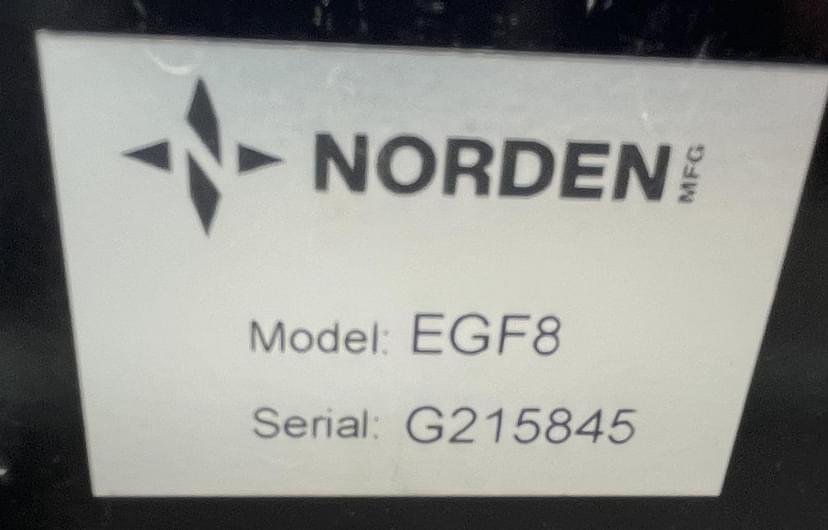 NORDEN MFG
Model: EGF8
Serial: G215845